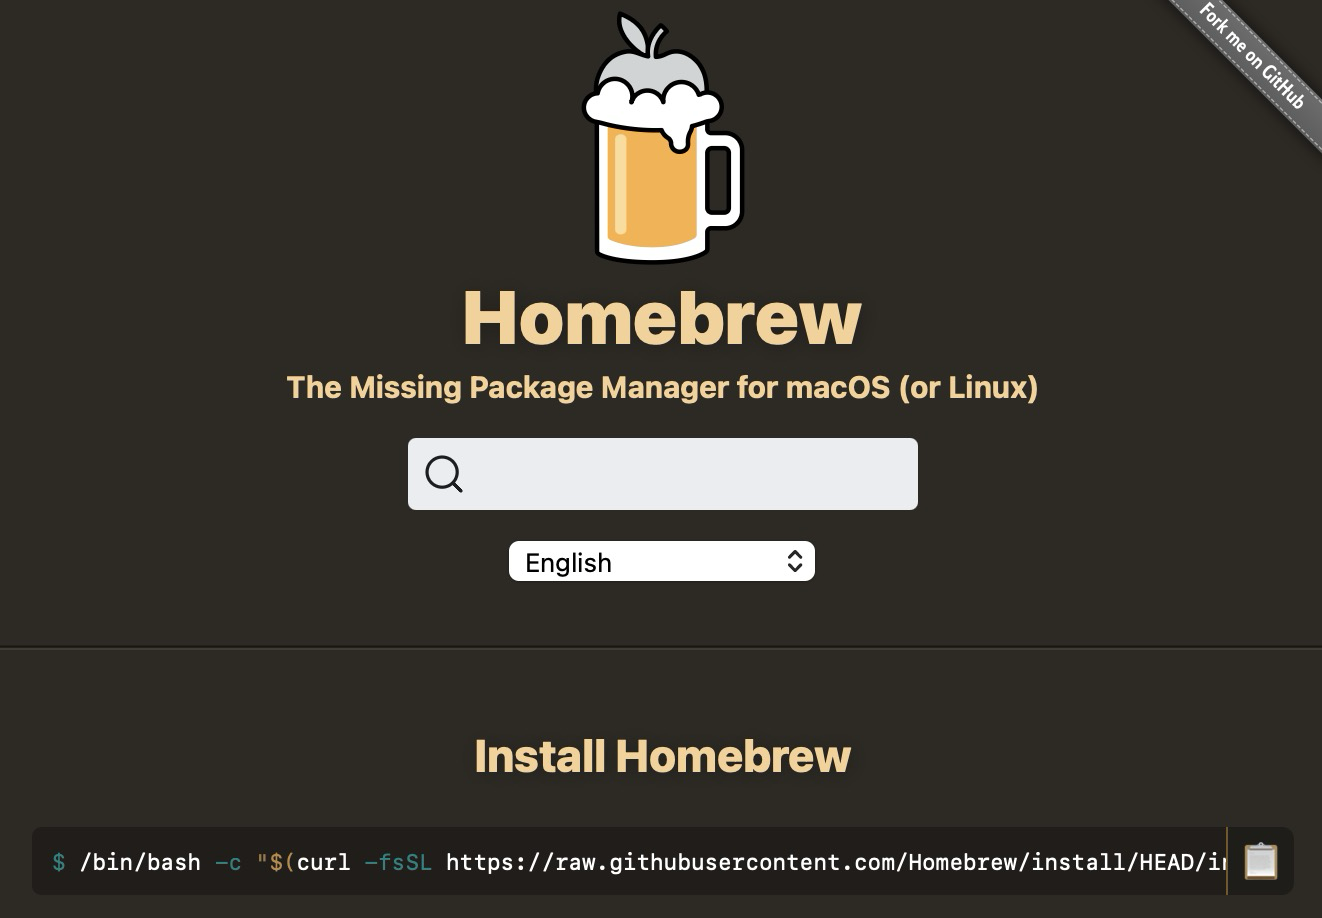 Fork me on GitHub
Homebrew
The Missing Package Manager for macOS (or Linux)
English
Install Homebrew
$ /bin/bash -c "$(curl -fsSL https://raw.githubusercontent.com/Homebrew/install/HEAD/in